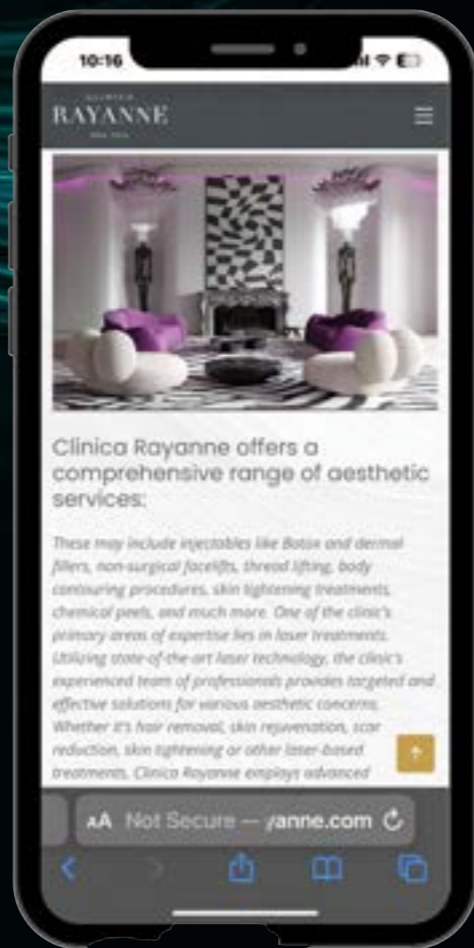 10:16
CLINICA
RAYANNE
Clinica Rayanne offers a
comprehensive range of aesthetic
services:
These may include injectables like Botox and dermal
fillers, non-surgical facelifts, thread lifting, body
contouring procedures, skin tightening treatments,
chemical peels, and much more. One of the clinic's
primary areas of expertise lies in laser treatments.
Utilizing state-of-the-art laser technology, the clinic's
experienced team of professionals provides targeted and
effective solutions for various aesthetic concerns.
Whether it's hair removal, skin rejuvenation, scar
reduction, skin tightening or other laser-based
treatments, Clinica Rayanne employs advanced
AA Not Secure — yanne.com